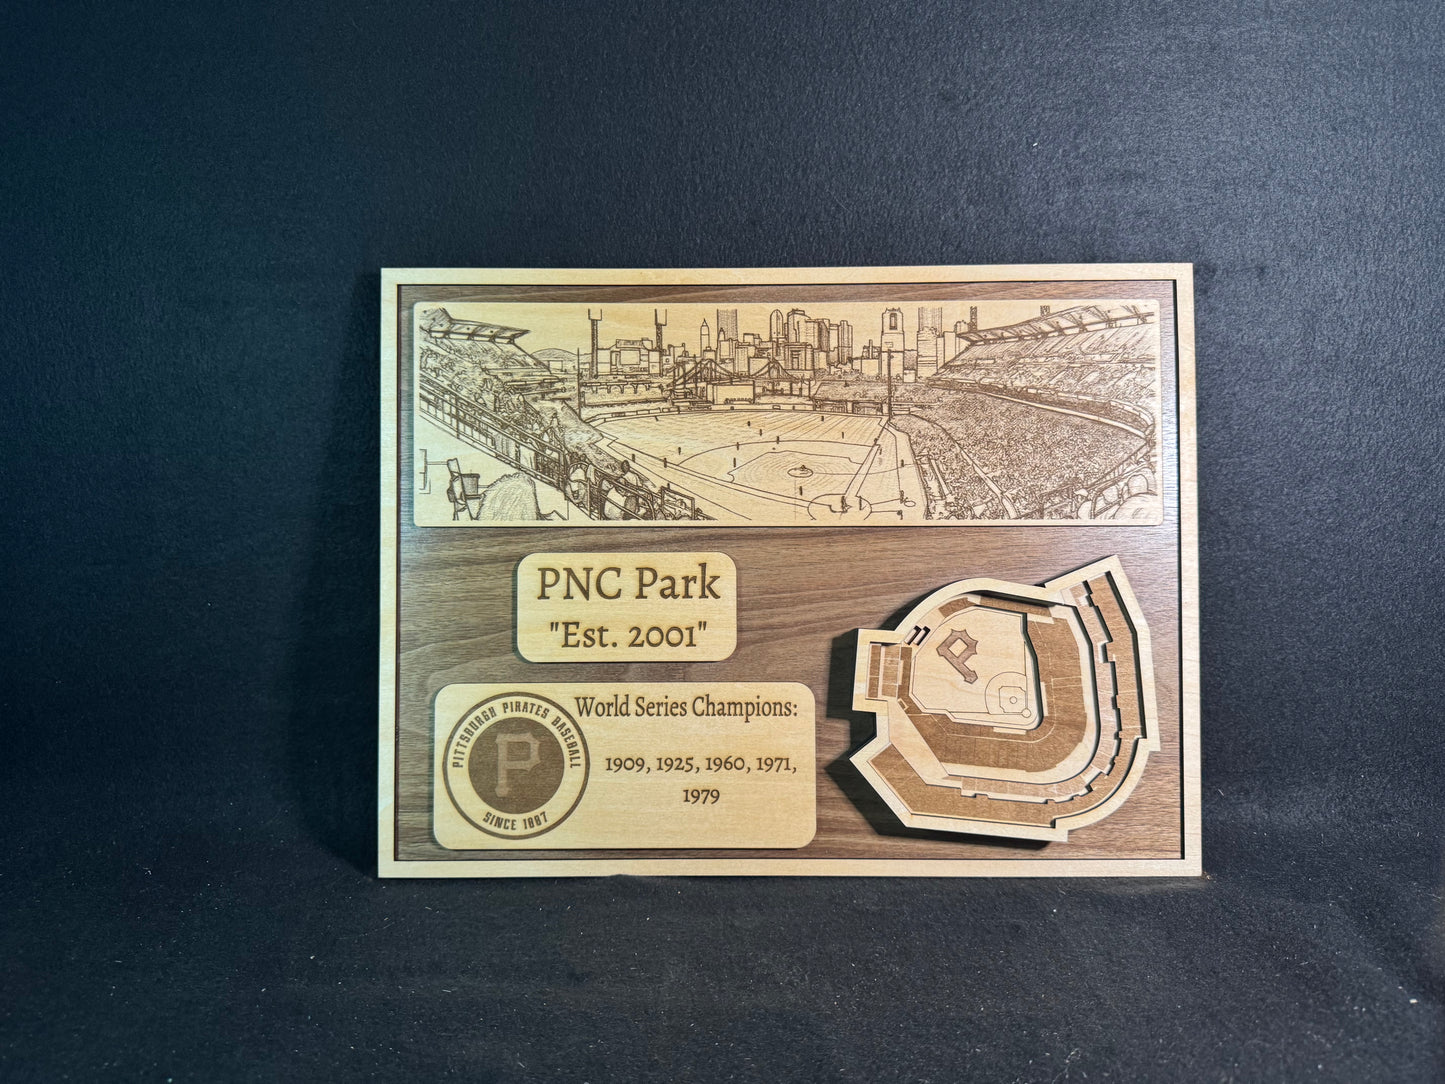 PNC Park
"Est. 2001"
World Series Champions:
1909, 1925, 1960, 1971,
1979
PITTSBURGH PIRATES BASEBALL
P
SINCE 1887
P